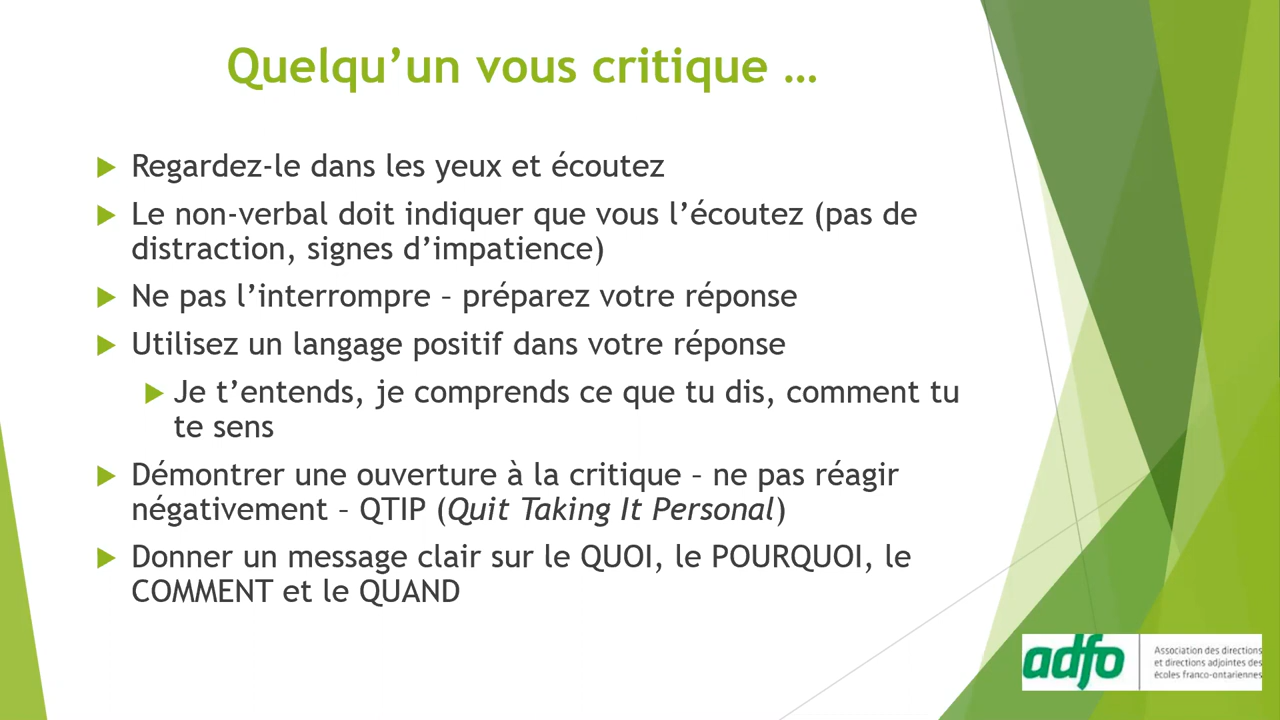 Quelqu’un vous critique …
Regardez-le dans les yeux et écoutez
Le non-verbal doit indiquer que vous l’écoutez (pas de
distraction, signes d’impatience)
Ne pas l’interrompre – préparez votre réponse
Utilisez un langage positif dans votre réponse
Je t’entends, je comprends ce que tu dis, comment tu
te sens
Démontrer une ouverture à la critique – ne pas réagir
négativement – QTIP (Quit Taking It Personal)
Donner un message clair sur le QUOI, le POURQUOI, le
COMMENT et le QUAND
adfo
Association des directions
et directions adjointes des
écoles franco-ontariennes